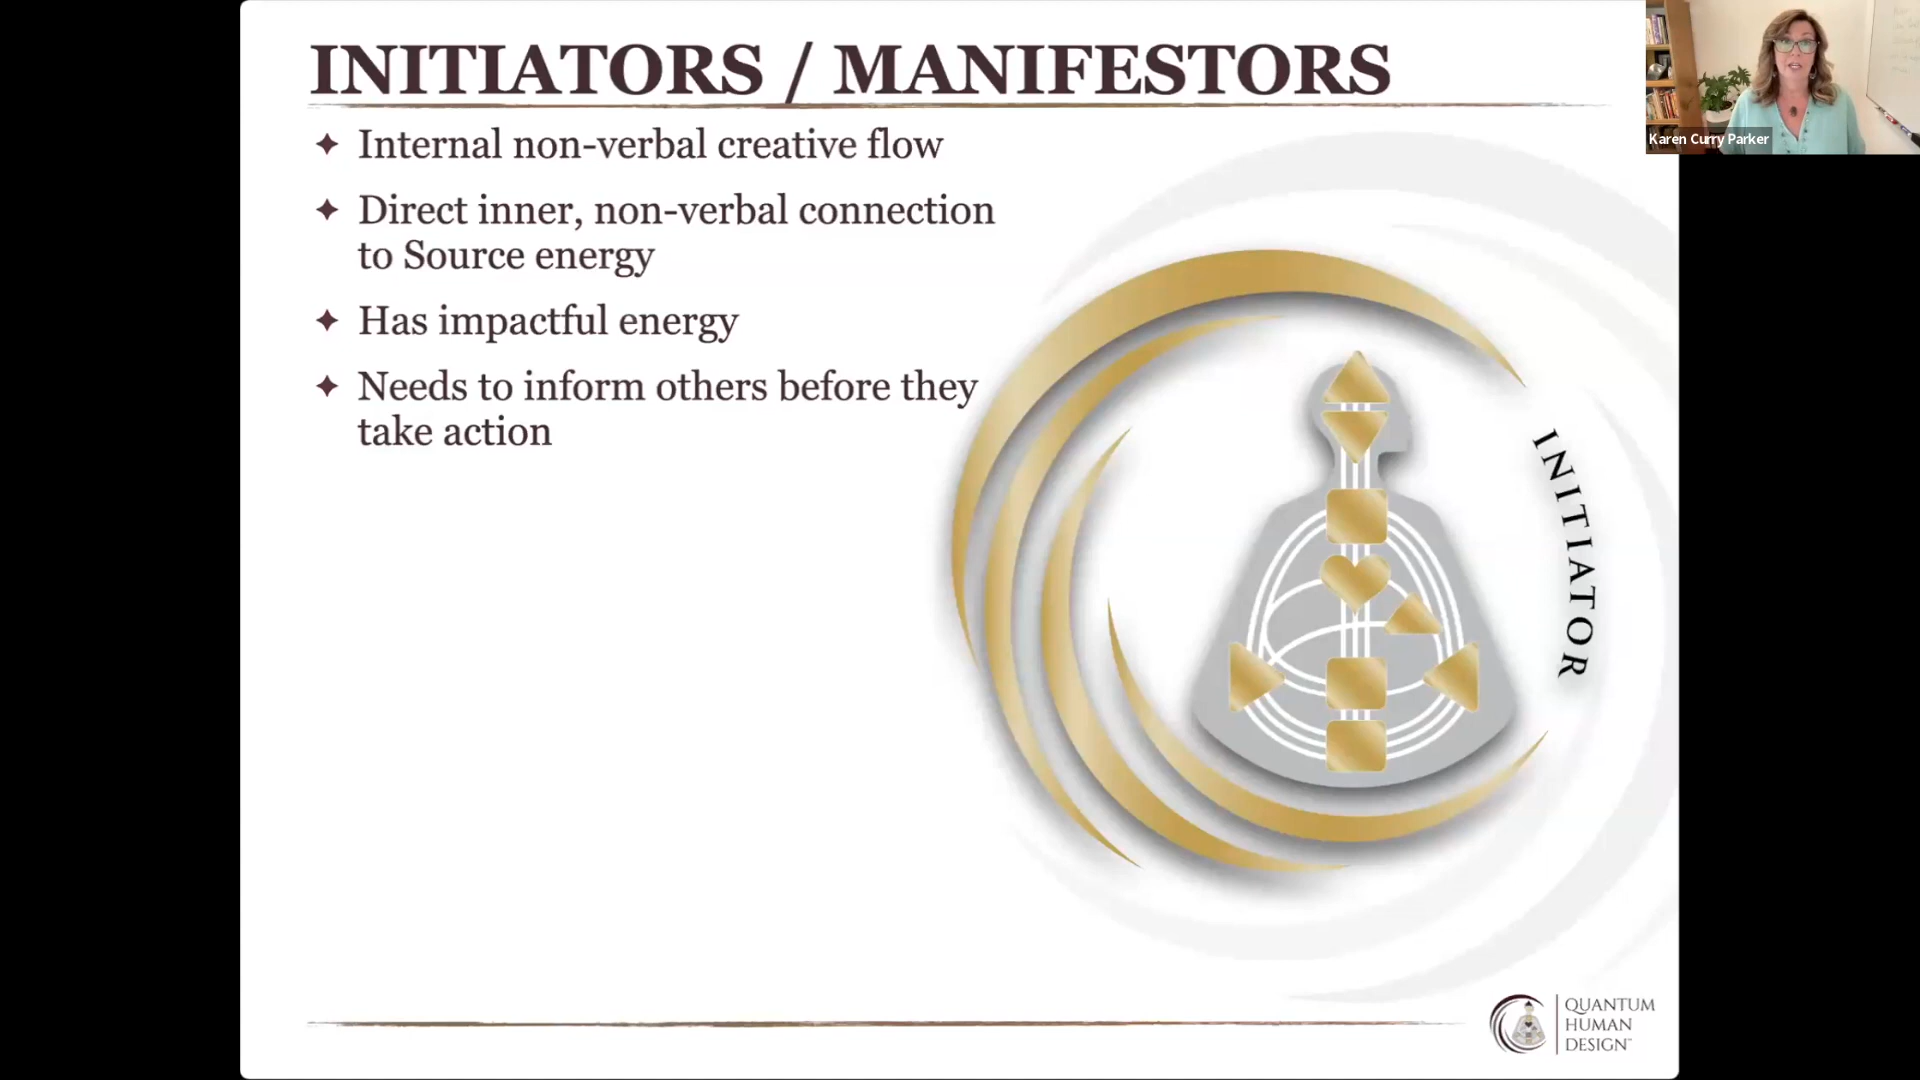 INITIATORS / MANIFESTORS
Internal non-verbal creative flow
Direct inner, non-verbal connection
to Source energy
Has impactful energy
Needs to inform others before they
take action
INITIATOR
Karen Curry Parker
QUANTUM
HUMAN
DESIGN™